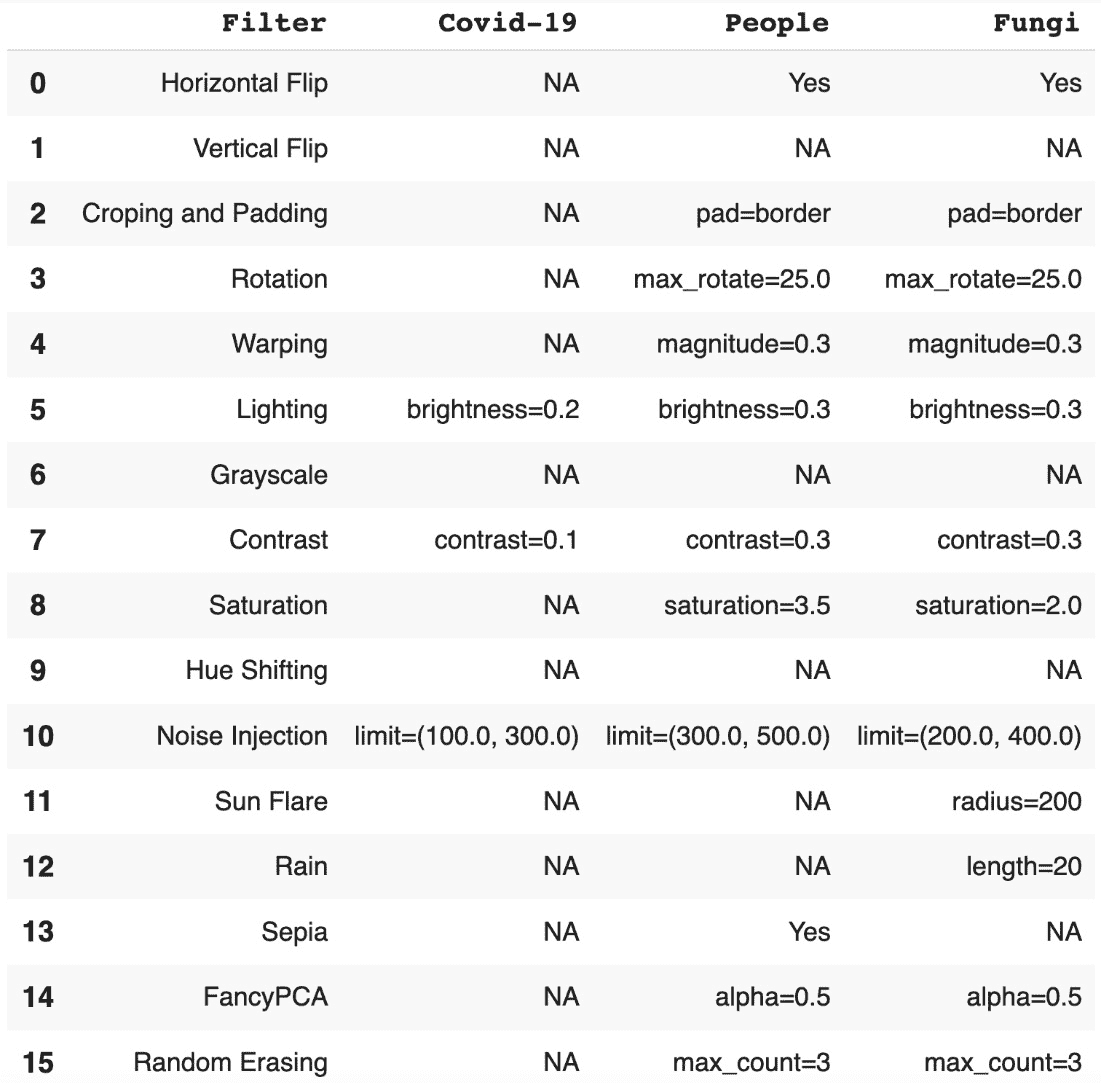 Filter Covid-19 People Fungi
0 Horizontal Flip NA Yes Yes
1 Vertical Flip NA NA NA
2 Croping and Padding NA pad=border pad=border
3 Rotation NA max_rotate=25.0 max_rotate=25.0
4 Warping NA magnitude=0.3 magnitude=0.3
5 Lighting brightness=0.2 brightness=0.3 brightness=0.3
6 Grayscale NA NA NA
7 Contrast contrast=0.1 contrast=0.3 contrast=0.3
8 Saturation NA saturation=3.5 saturation=2.0
9 Hue Shifting NA NA NA
10 Noise Injection limit=(100.0, 300.0) limit=(300.0, 500.0) limit=(200.0, 400.0)
11 Sun Flare NA NA radius=200
12 Rain NA NA length=20
13 Sepia NA Yes NA
14 FancyPCA NA alpha=0.5 alpha=0.5
15 Random Erasing NA max_count=3 max_count=3